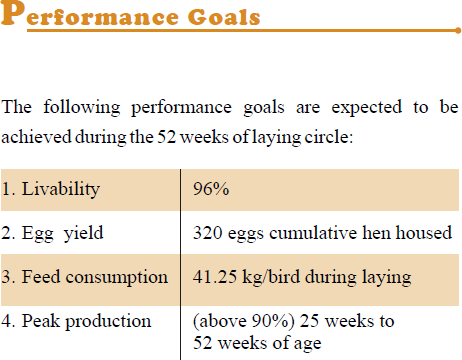 Performance Goals
The following performance goals are expected to be
achieved during the 52 weeks of laying circle:
1. Livability 96%
2. Egg yield 320 eggs cumulative hen housed
3. Feed consumption 41.25 kg/bird during laying
4. Peak production (above 90%) 25 weeks to
52 weeks of age